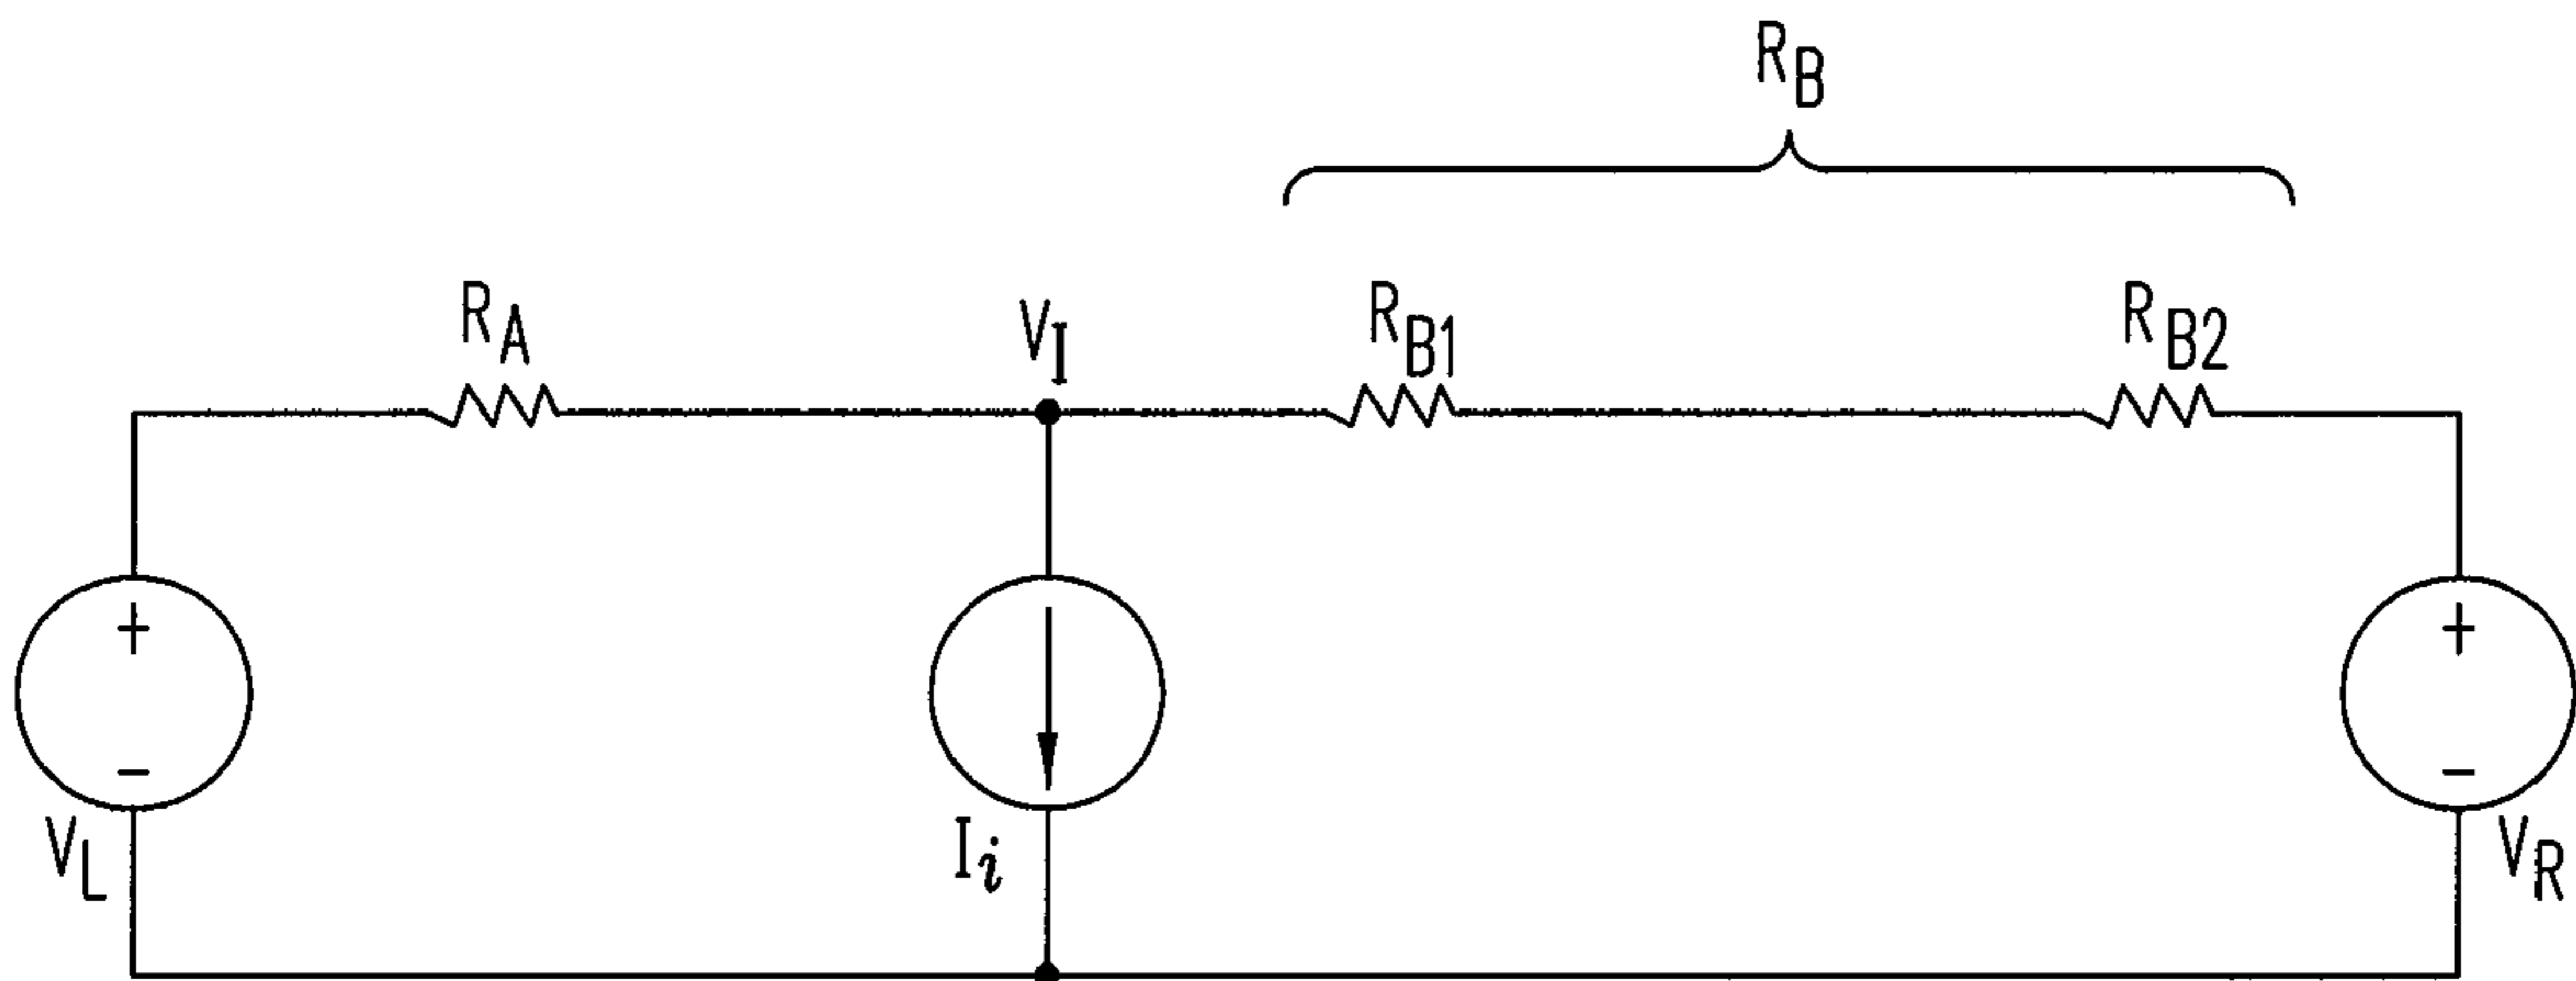 R_B
R_A
V_I
R_B1
R_B2
+
-
V_L
I_i
+
-
V_R